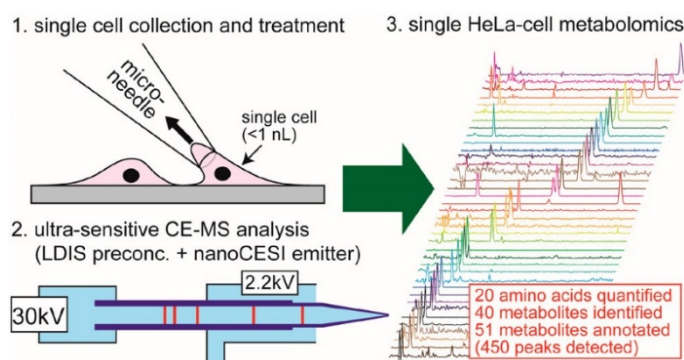 1. single cell collection and treatment
micro-
needle
single cell
(<1 nL)
2. ultra-sensitive CE-MS analysis
(LDIS preconc. + nanoCESI emitter)
2.2kV
30kV
3. single HeLa-cell metabolomics
20 amino acids quantified
40 metabolites identified
51 metabolites annotated
(450 peaks detected)